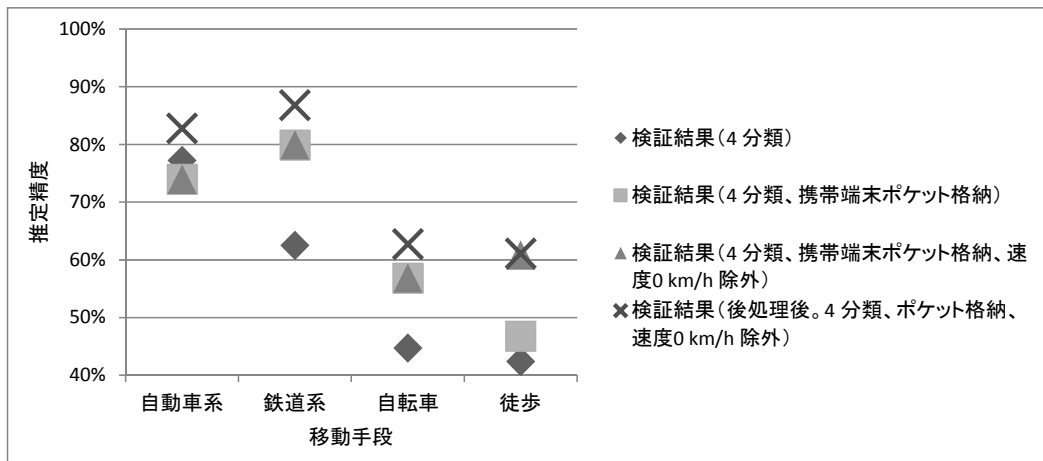 100%
90%
80%
70%
60%
50%
40%
推定精度
自動車系
鉄道系
自転車
徒歩
移動手段
検証結果(4 分類)
検証結果(4 分類、携帯端末ポケット格納)
検証結果(4 分類、携帯端末ポケット格納、速
度0 km/h 除外)
検証結果(後処理後。4 分類、ポケット格納、
速度0 km/h 除外)